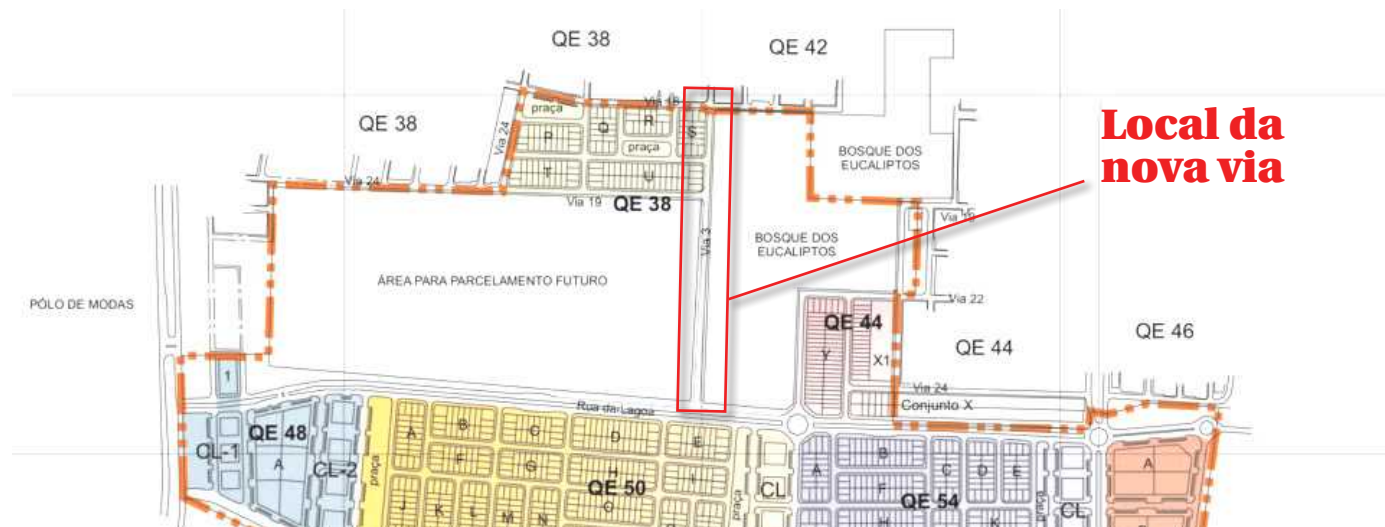 QE 38
QE 42
QE 38
Via 24
praça
Via 18
P
Q
R
S
praça
T
U
Via 24
Via 19
QE 38
Via 3
BOSQUE DOS
EUCALIPTOS
Local da
nova via
BOSQUE DOS
EUCALIPTOS
ÁREA PARA PARCELAMENTO FUTURO
PÓLO DE MODAS
Via 22
QE 44
Y
X1
QE 44
QE 46
Via 24
Conjunto X
1
Rua da Lagoa
CL-1
QE 48
A
CL-2
praça
A
B
C
D
E
F
G
H
I
J
K
L
M
N
O
QE 50
praça
CL
A
B
C
D
E
F
QE 54
H
K
praça
CL
A